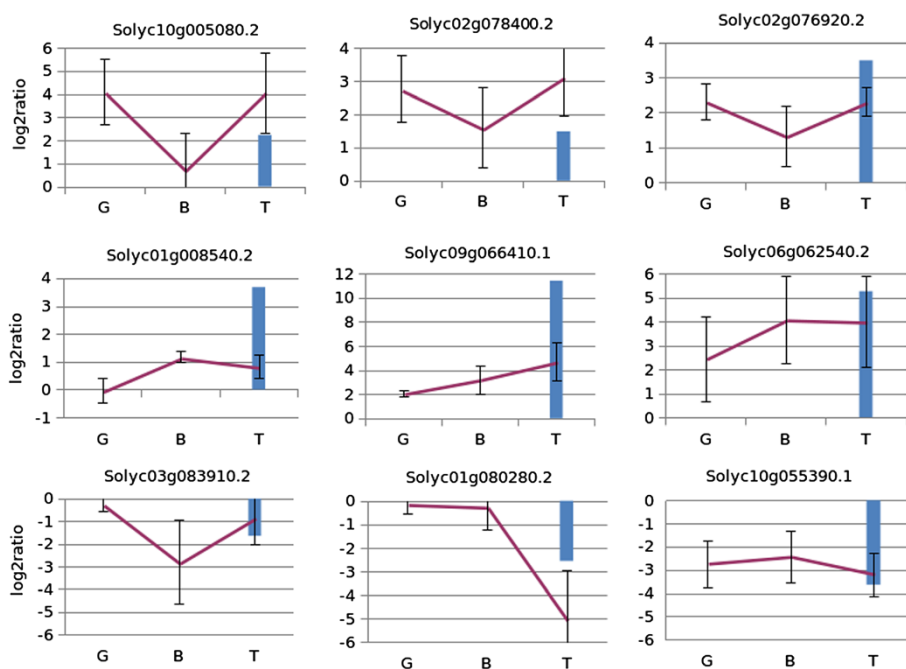 Solyc10g005080.2
Solyc02g078400.2
Solyc02g076920.2
log2ratio
6
5
4
3
2
1
0
G B T
4
3
2
1
0
G B T
4
3
2
1
0
G B T
Solyc01g008540.2
Solyc09g066410.1
Solyc06g062540.2
log2ratio
4
3
2
1
0
-1
G B T
12
10
8
6
4
2
0
G B T
6
5
4
3
2
1
0
G B T
Solyc03g083910.2
Solyc01g080280.2
Solyc10g055390.1
log2ratio
0
-1
-2
-3
-4
-5
-6
G B T
0
-1
-2
-3
-4
-5
-6
G B T
0
-1
-2
-3
-4
-5
-6
G B T